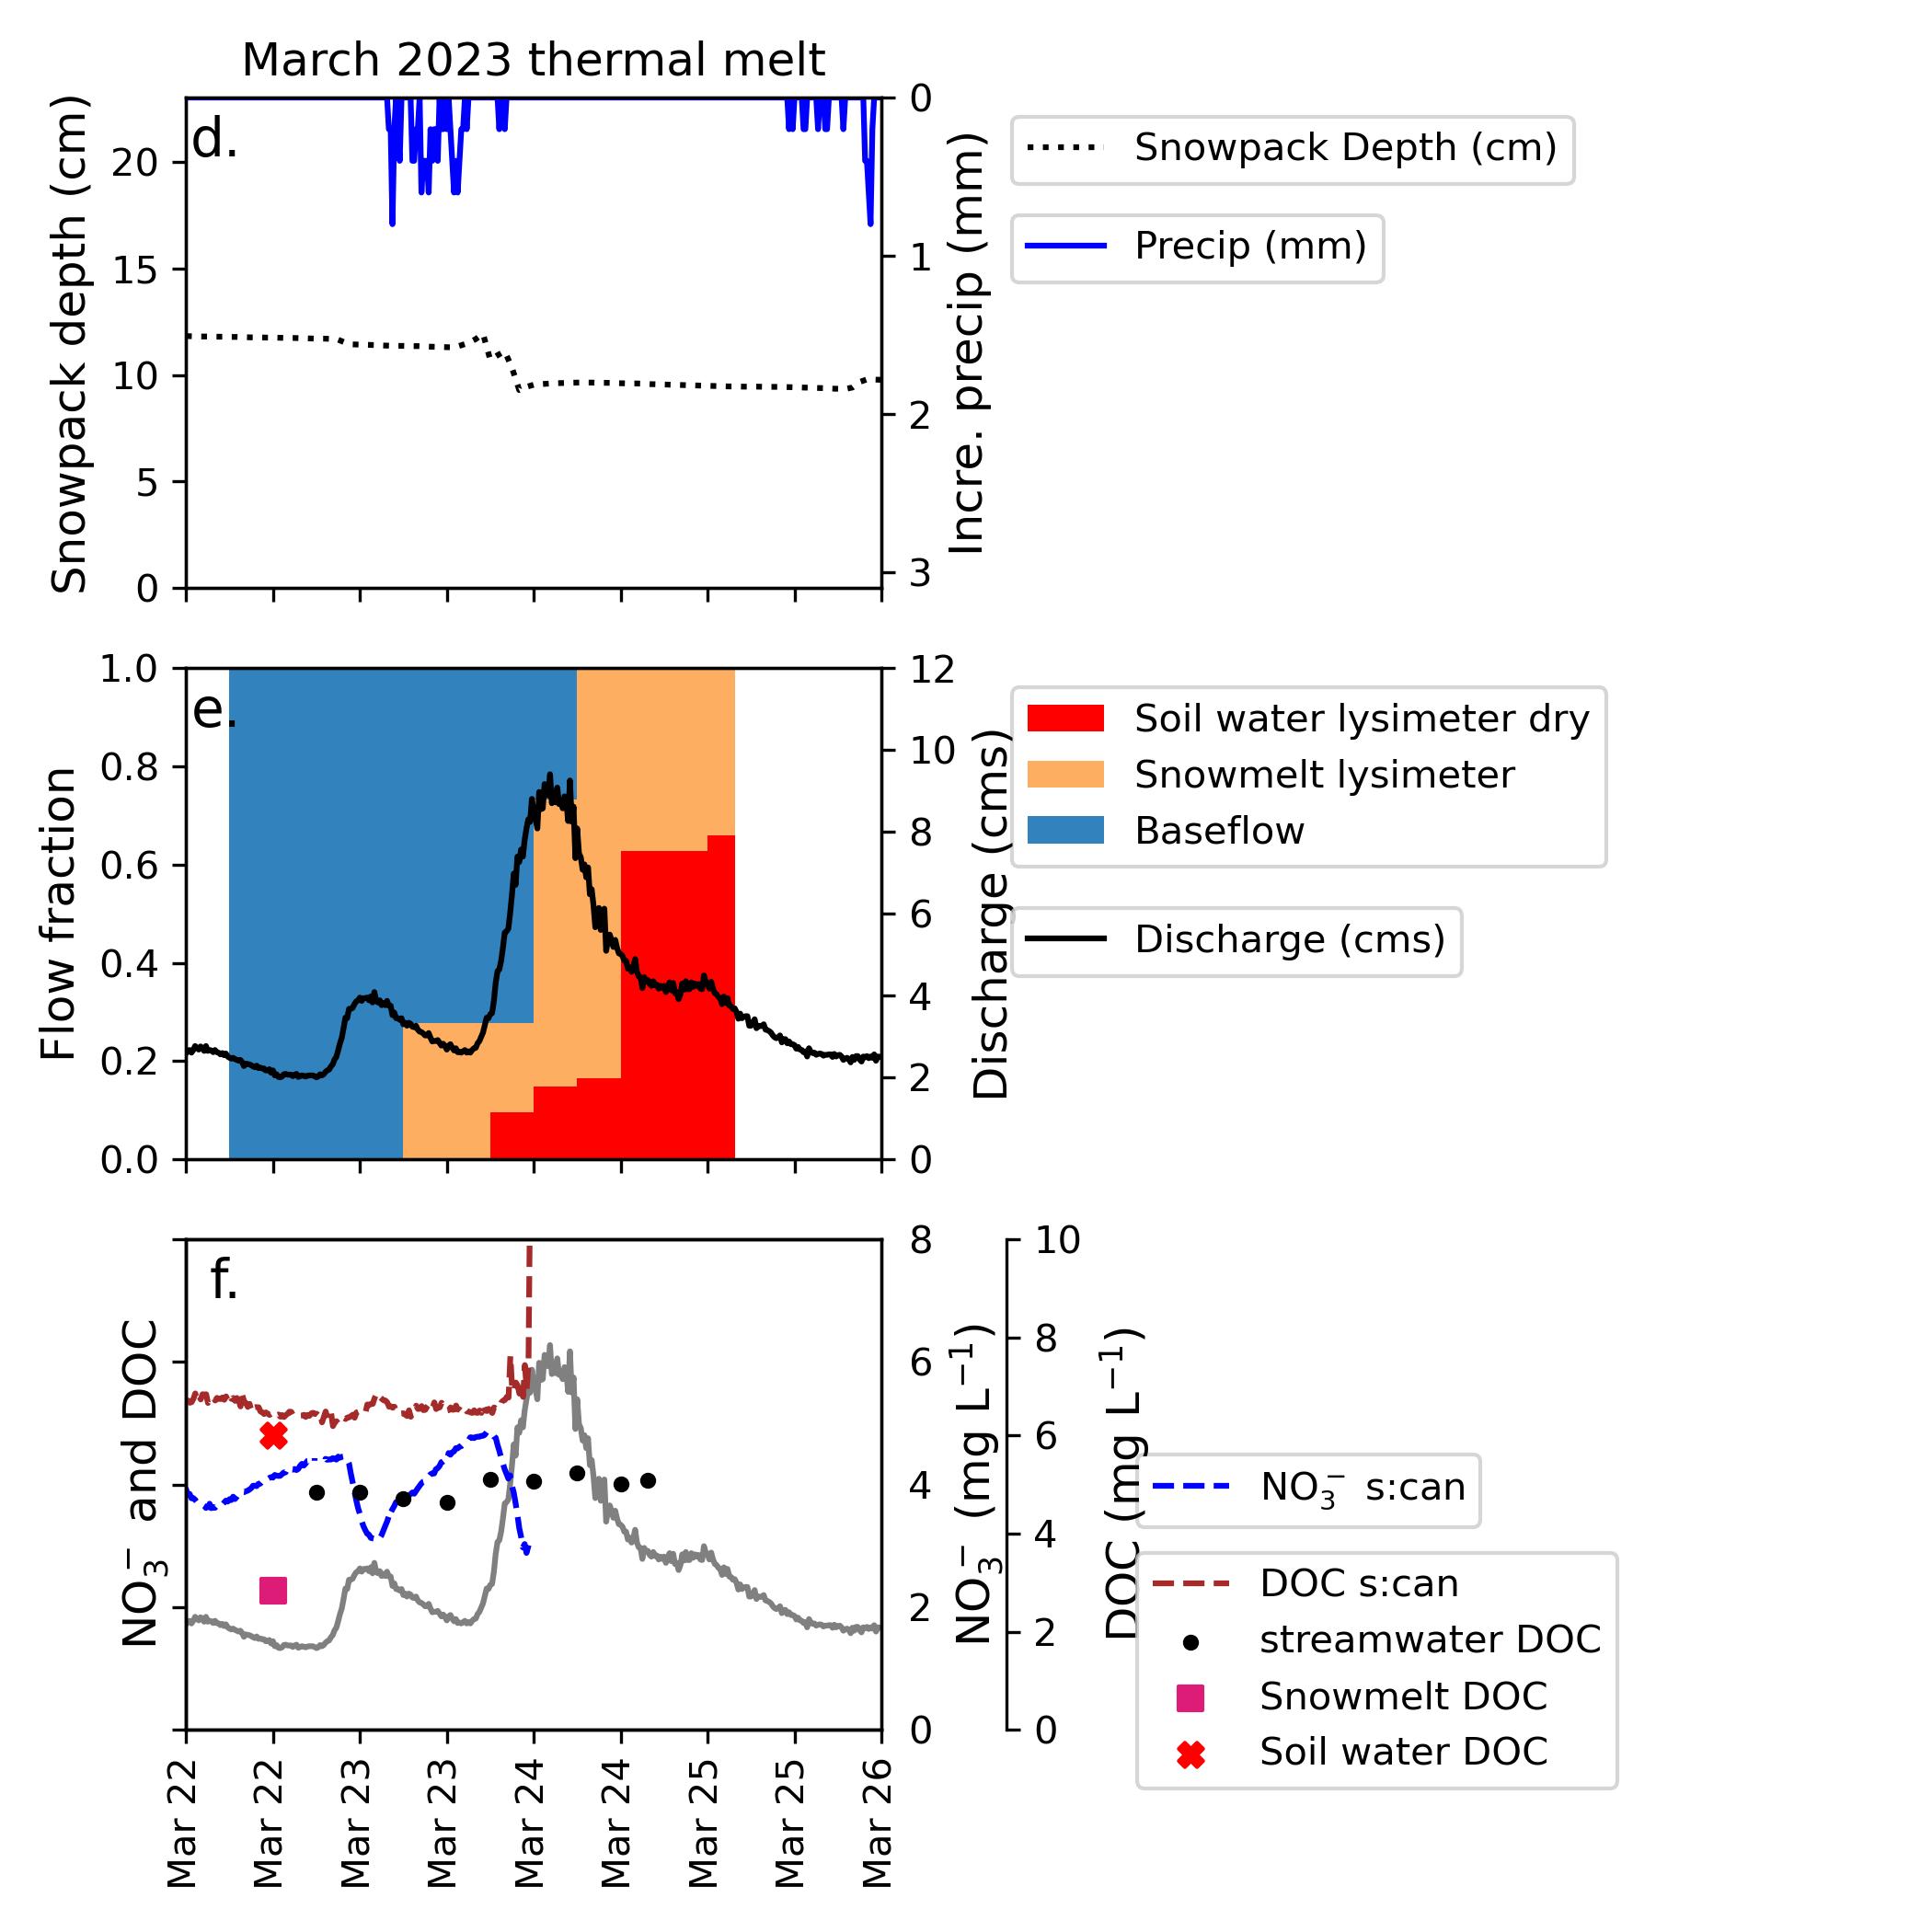 March 2023 thermal melt
d.
Snowpack depth (cm)
20
15
10
5
0
0
1
2
3
Incre. precip (mm)
Snowpack Depth (cm)
Precip (mm)
e.
Flow fraction
1.0
0.8
0.6
0.4
0.2
0.0
12
10
8
6
4
2
0
Discharge (cms)
Soil water lysimeter dry
Snowmelt lysimeter
Baseflow
Discharge (cms)
f.
NO₃⁻ and DOC
8
6
4
2
0
NO₃⁻ (mg L⁻¹)
10
8
6
4
2
0
DOC (mg L⁻¹)
NO₃⁻ s:can
DOC s:can
streamwater DOC
Snowmelt DOC
Soil water DOC
Mar 22
Mar 22
Mar 23
Mar 23
Mar 24
Mar 24
Mar 25
Mar 25
Mar 26